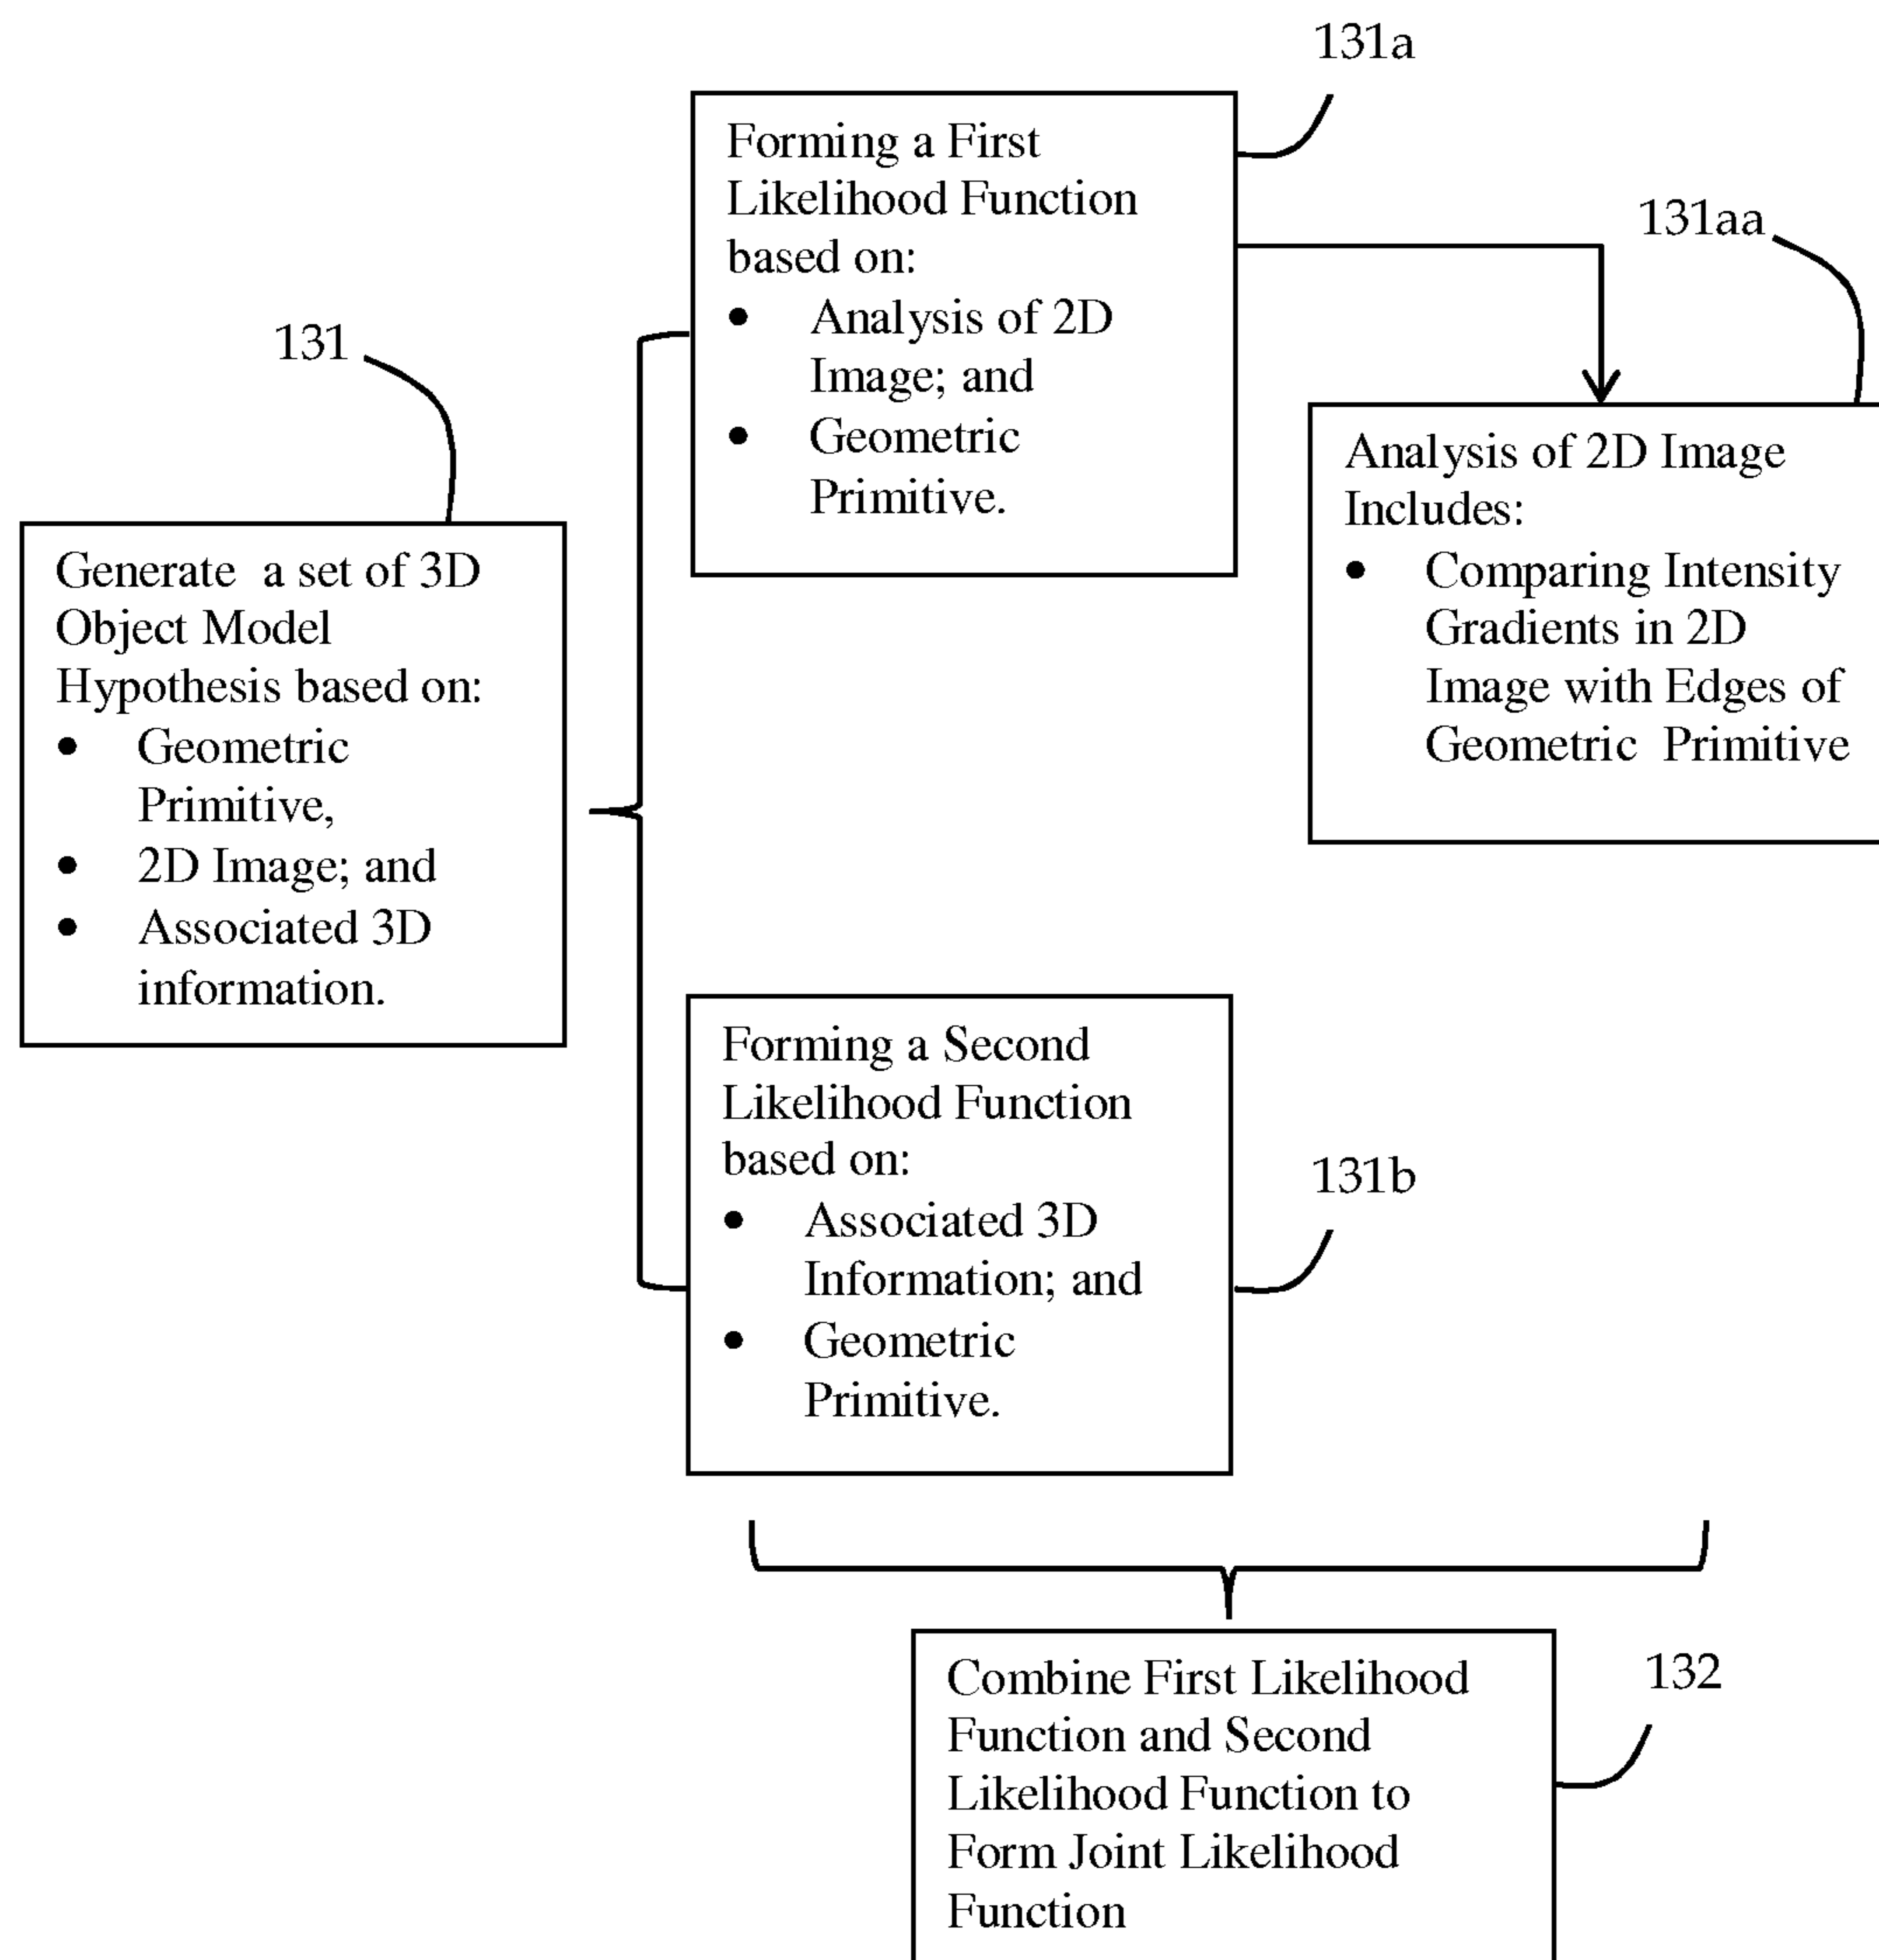 131a
Forming a First
Likelihood Function
based on:
• Analysis of 2D
Image; and
• Geometric
Primitive.
131aa
Analysis of 2D Image
Includes:
• Comparing Intensity
Gradients in 2D
Image with Edges of
Geometric Primitive
131
Generate a set of 3D
Object Model
Hypothesis based on:
• Geometric
Primitive,
• 2D Image; and
• Associated 3D
information.
Forming a Second
Likelihood Function
based on:
• Associated 3D
Information; and
• Geometric
Primitive.
131b
Combine First Likelihood
Function and Second
Likelihood Function to
Form Joint Likelihood
Function
132